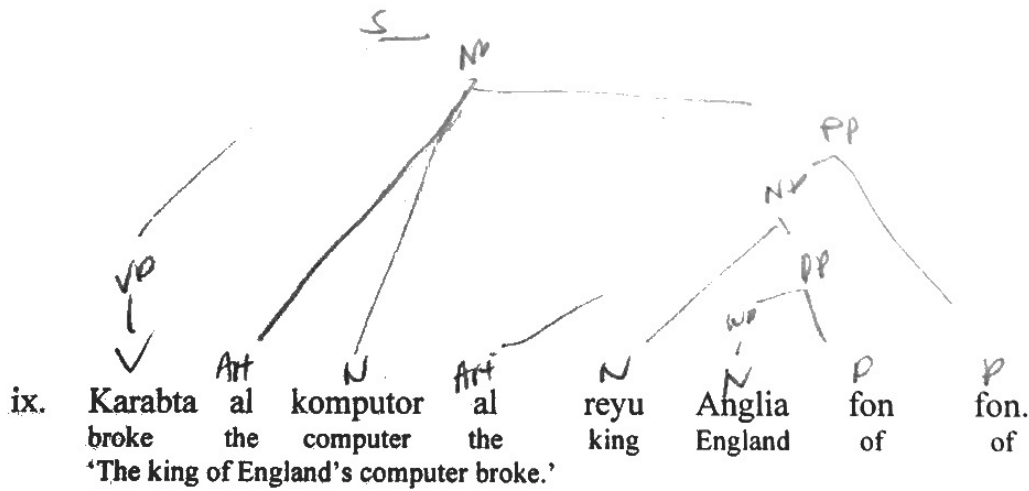 S
NP
PP
NP
VP PP
NP
V Art N Art N N P P
ix. Karabta al komputor al reyu Anglia fon fon.
broke the computer the king England of of
‘The king of England’s computer broke.’